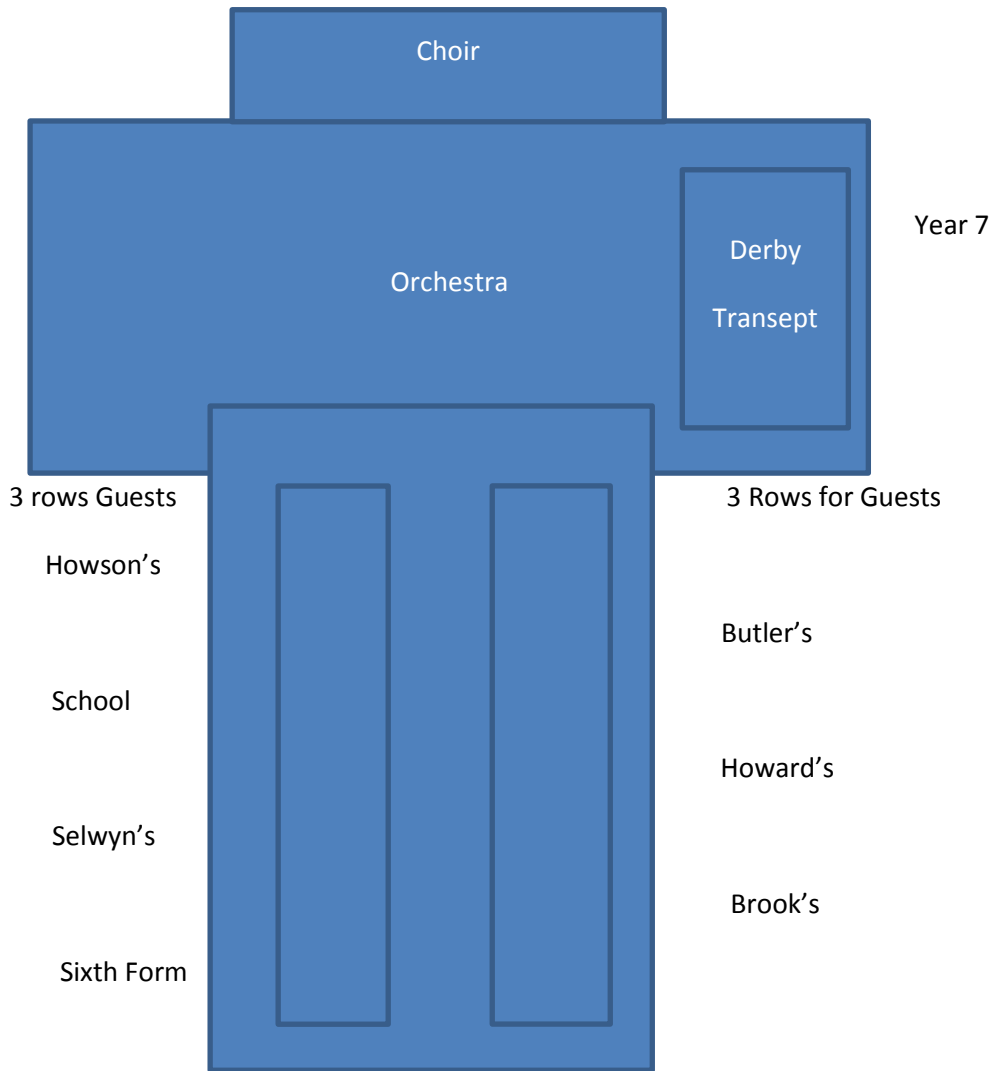 Choir
Year 7
Derby
Transept
Orchestra
3 rows Guests
3 Rows for Guests
Howson’s
Butler’s
School
Howard’s
Selwyn’s
Brook’s
Sixth Form